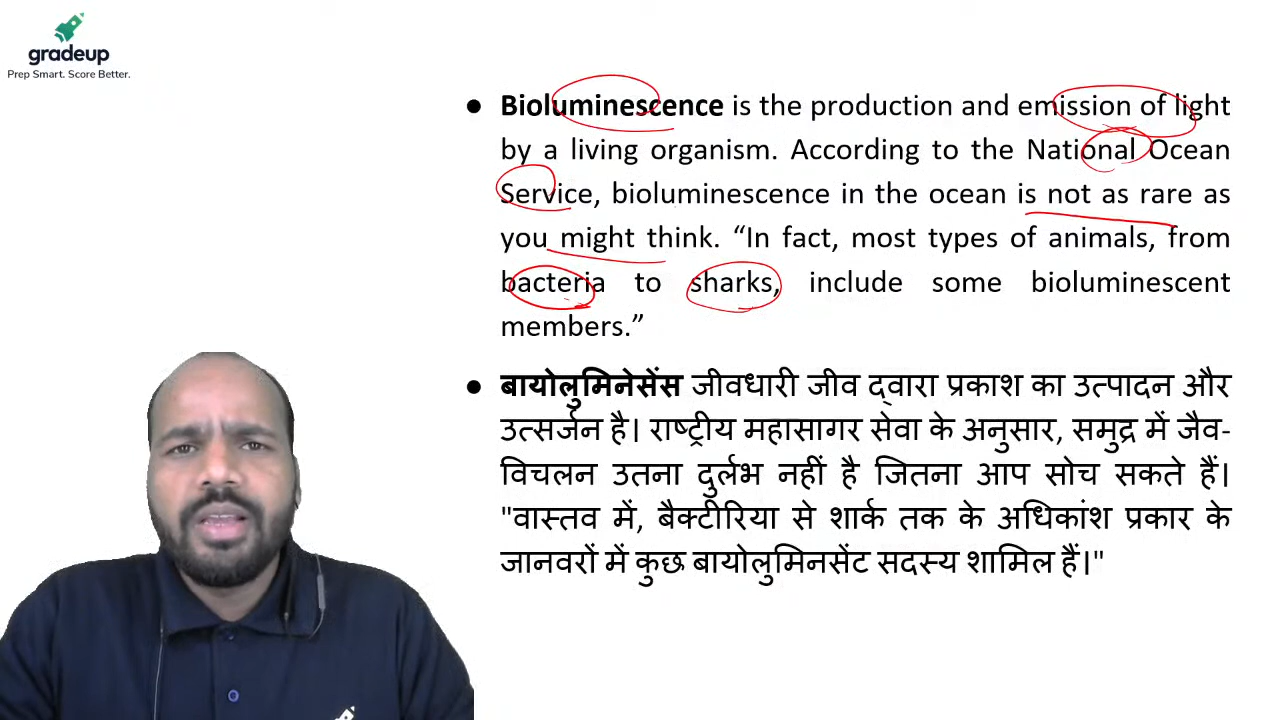 gradeup
Prep Smart. Score Better.
● Bioluminescence is the production and emission of light
by a living organism. According to the National Ocean
Service, bioluminescence in the ocean is not as rare as
you might think. “In fact, most types of animals, from
bacteria to sharks, include some bioluminescent
members.”
● बायोलुमिनेसेंस जीवधारी जीव द्वारा प्रकाश का उत्पादन और
उत्सर्जन है। राष्ट्रीय महासागर सेवा के अनुसार, समुद्र में जैव-
विचलन उतना दुर्लभ नहीं है जितना आप सोच सकते हैं।
"वास्तव में, बैक्टीरिया से शार्क तक के अधिकांश प्रकार के
जानवरों में कुछ बायोलुमिनसेंट सदस्य शामिल हैं।"